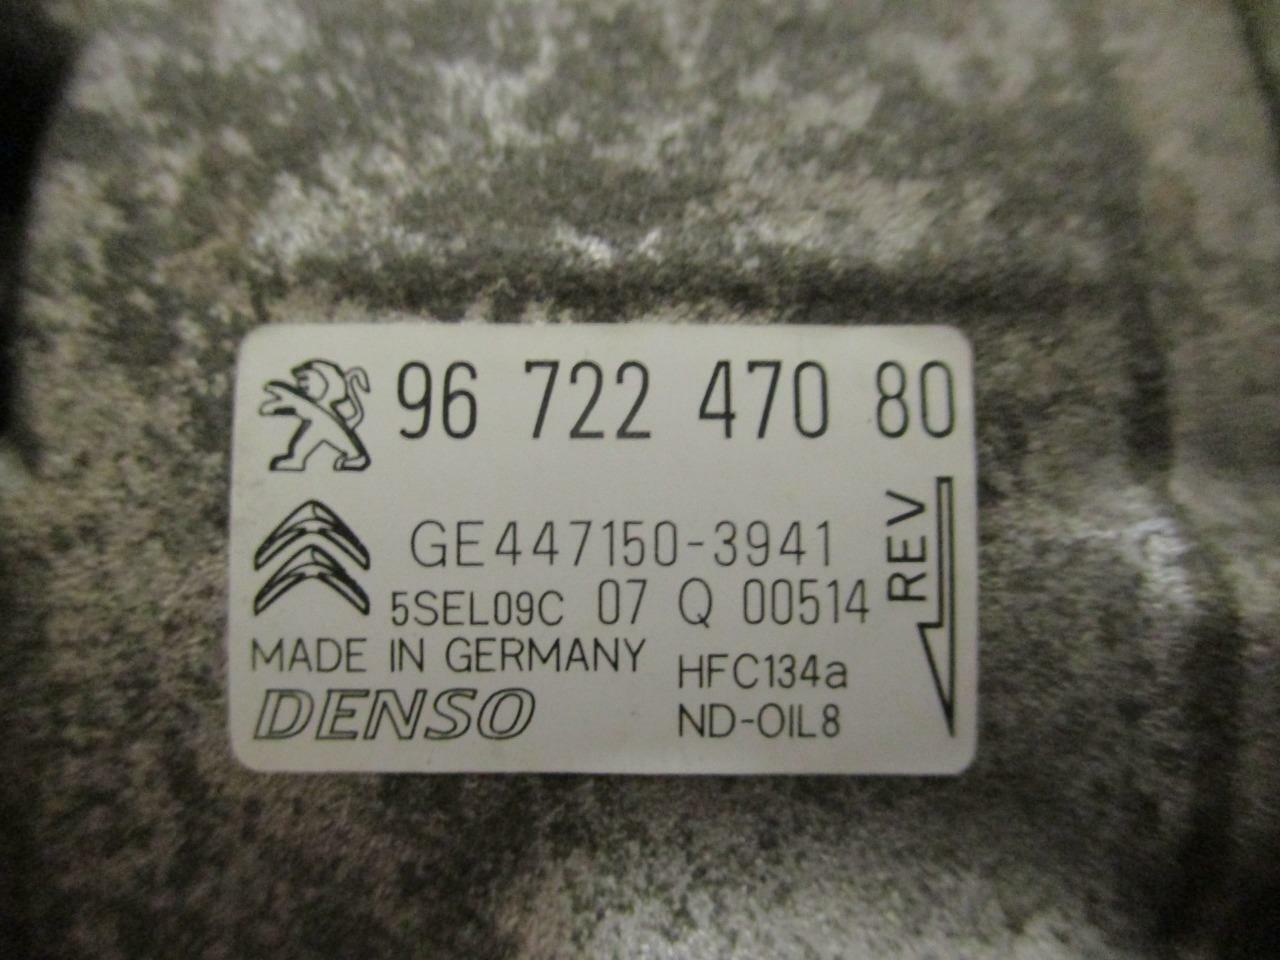 96 722 470 80
GE447150-3941
5SEL09C 07 Q 00514
REV
MADE IN GERMANY
HFC134a
DENSO
ND-OIL8